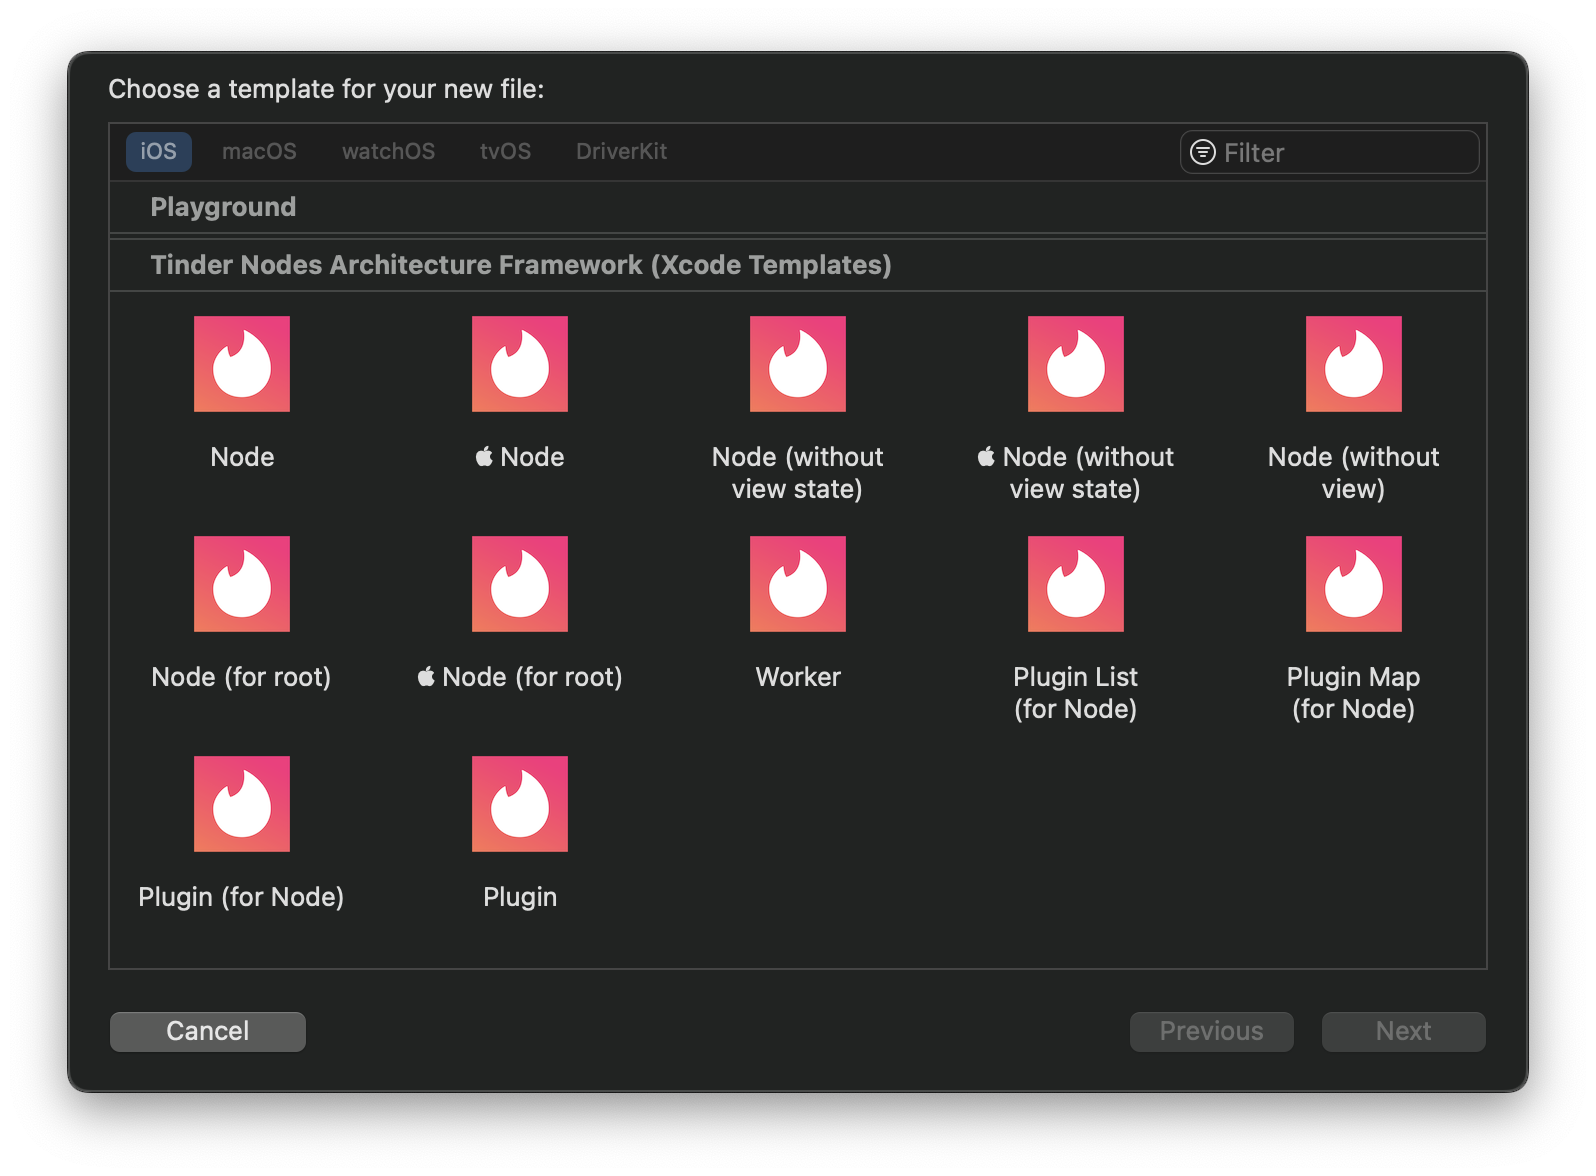 Choose a template for your new file:
iOS macOS watchOS tvOS DriverKit Filter
Playground
Tinder Nodes Architecture Framework (Xcode Templates)
Node  Node Node (without  Node (without Node (without
view state) view state) view)
Node (for root)  Node (for root) Worker Plugin List Plugin Map
(for Node) (for Node)
Plugin (for Node) Plugin
Cancel Previous Next